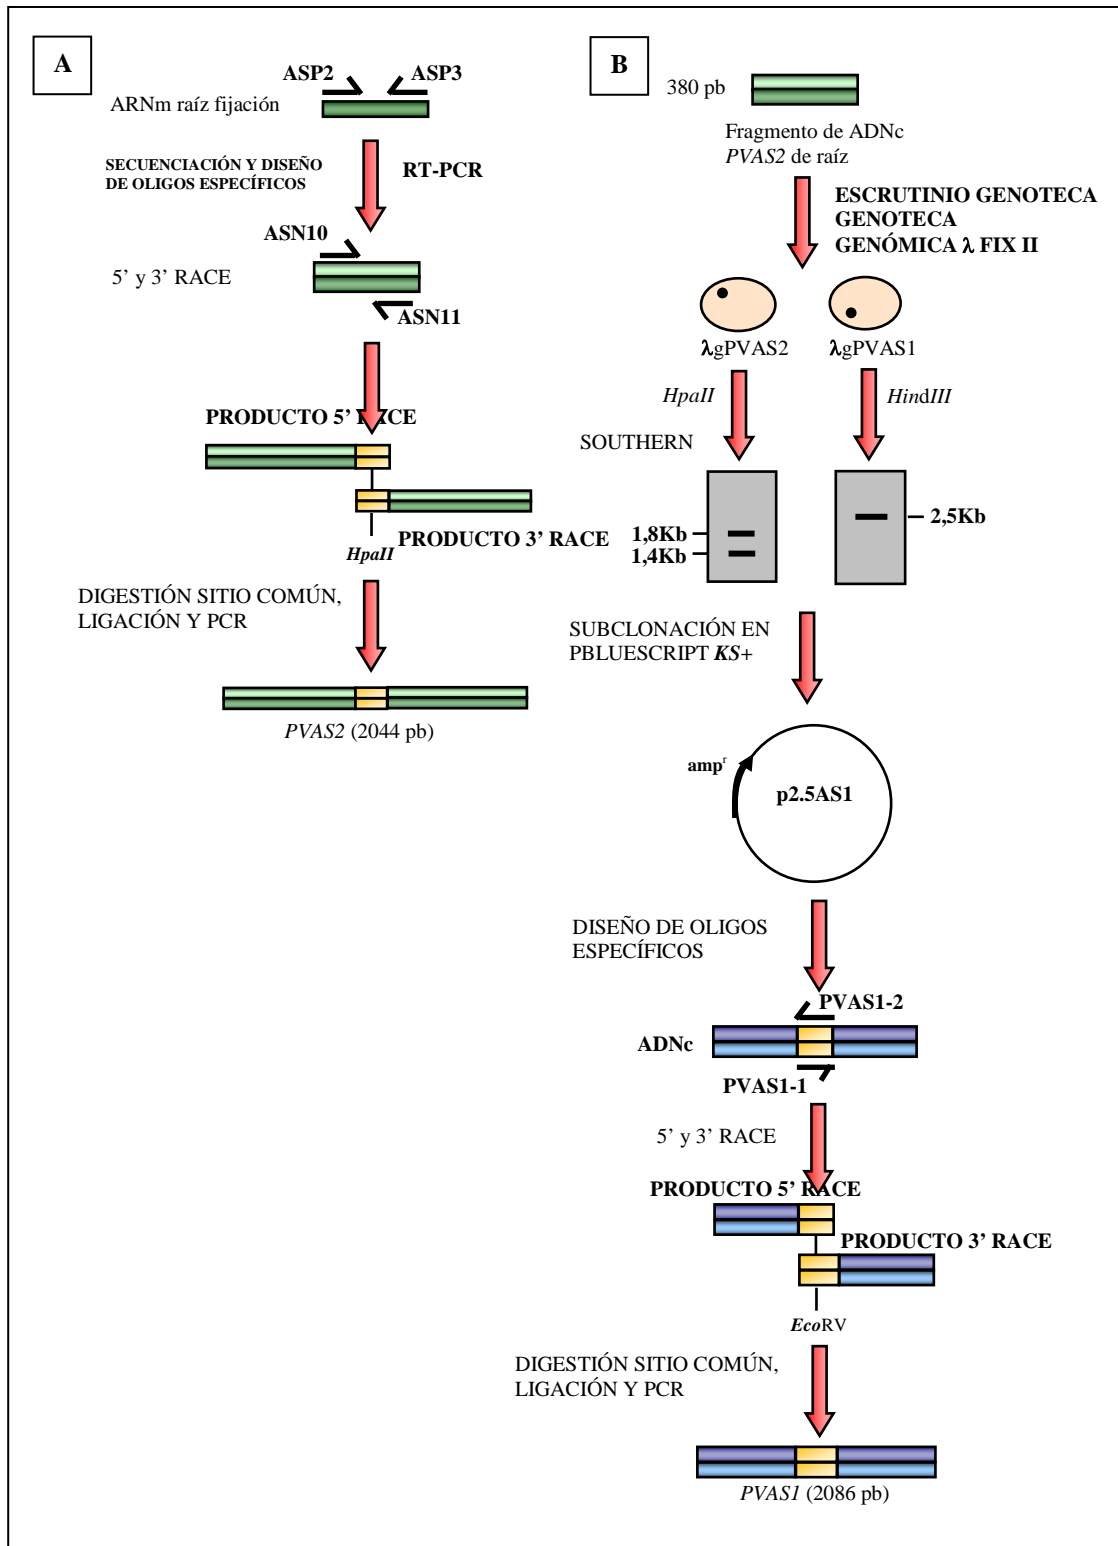 A
ASP2
ASP3
ARNm raíz fijación
SECUENCIACIÓN Y DISEÑO
DE OLIGOS ESPECÍFICOS
RT-PCR
ASN10
5’ y 3’ RACE
ASN11
PRODUCTO 5’ RACE
PRODUCTO 3’ RACE
HpaII
DIGESTIÓN SITIO COMÚN,
LIGACIÓN Y PCR
PVAS2 (2044 pb)
B
380 pb
Fragmento de ADNc
PVAS2 de raíz
ESCRUTINIO GENOTECA
GENOTECA
GENÓMICA λ FIX II
λgPVAS2
λgPVAS1
HpaII
HindIII
SOUTHERN
1,8Kb
1,4Kb
2,5Kb
SUBCLONACIÓN EN
PBLUESCRIPT KS+
ampʳ
p2.5AS1
DISEÑO DE OLIGOS
ESPECÍFICOS
PVAS1-2
ADNc
PVAS1-1
5’ y 3’ RACE
PRODUCTO 5’ RACE
PRODUCTO 3’ RACE
EcoRV
DIGESTIÓN SITIO COMÚN,
LIGACIÓN Y PCR
PVAS1 (2086 pb)